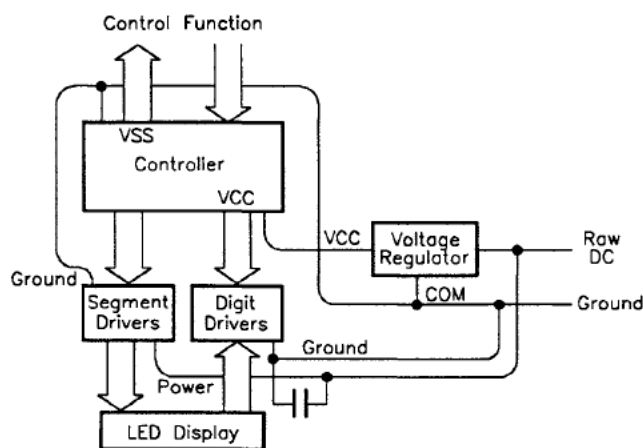 Control Function
VSS
Controller
VCC
VCC
Voltage
Regulator
Raw
DC
Ground
Segment
Drivers
Digit
Drivers
COM
Ground
Ground
Power
LED Display